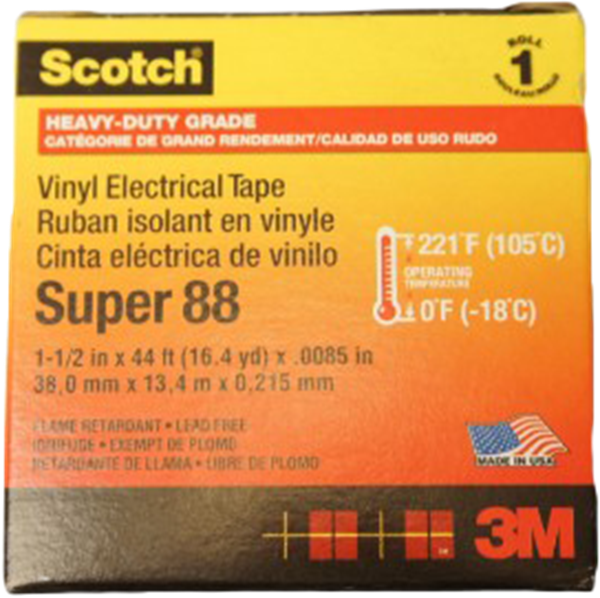 Scotch
ROLL
1
HEAVY-DUTY GRADE
CATÉGORIE DE GRAND RENDEMENT/CALIDAD DE USO RUDO
Vinyl Electrical Tape
Ruban isolant en vinyle
Cinta eléctrica de vinilo
Super 88
221°F (105°C)
OPERATING
TEMPERATURE
0°F (-18°C)
1-1/2 in x 44 ft (16.4 yd) x .0085 in
38,0 mm x 13,4 m x 0,215 mm
FLAME RETARDANT • LEAD FREE
IGNIFUGE • EXEMPT DE PLOMB
RETARDANTE DE LLAMA • LIBRE DE PLOMO
MADE IN USA
3M